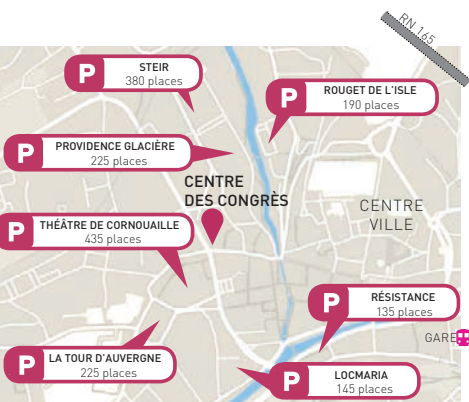 RN 165
P
STEIR
380 places
P
ROUGET DE L'ISLE
190 places
P
PROVIDENCE GLACIÈRE
225 places
CENTRE
DES CONGRÈS
CENTRE
VILLE
P
THÉÂTRE DE CORNOUAILLE
435 places
P
RÉSISTANCE
135 places
GARE
P
LA TOUR D'AUVERGNE
225 places
P
LOCMARIA
145 places